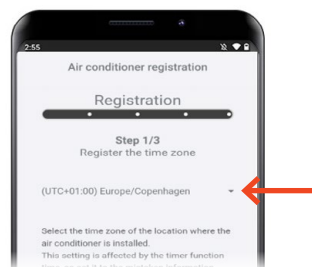 2:55
Air conditioner registration
Registration
Step 1/3
Register the time zone
(UTC+01:00) Europe/Copenhagen
Select the time zone of the location where the
air conditioner is installed.
This setting is affected by the timer function